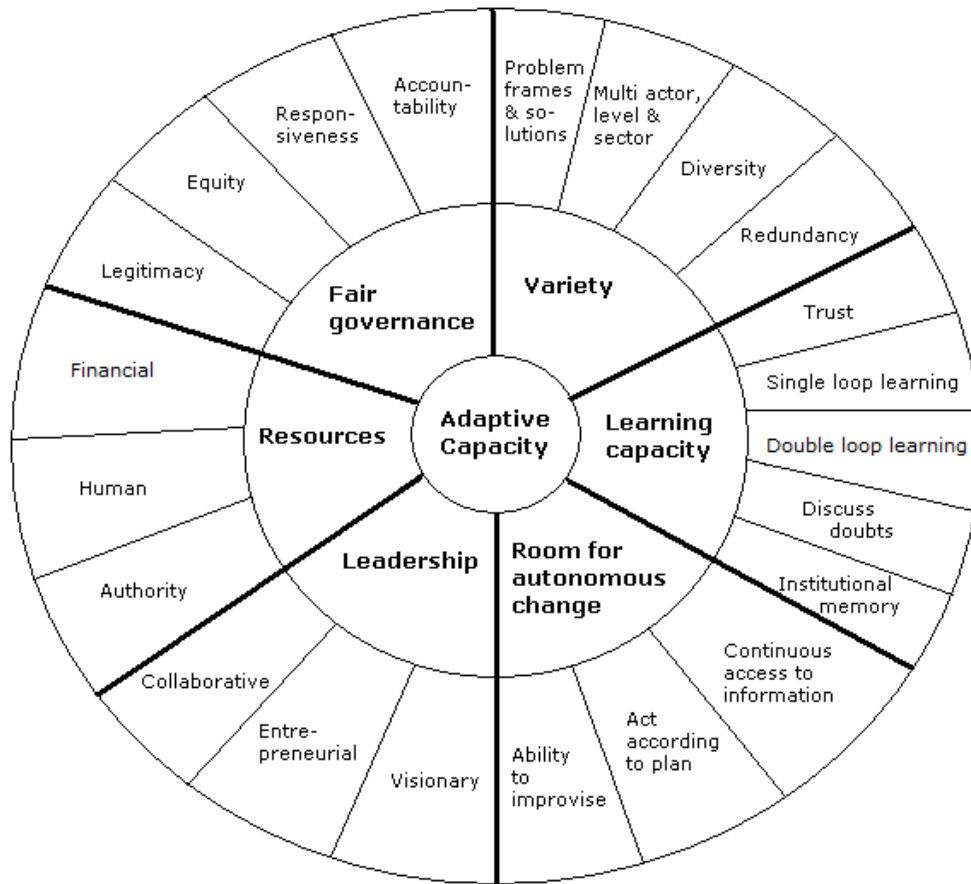 Adaptive
Capacity
Variety
Problem
frames
& so-
lutions
Multi actor,
level &
sector
Diversity
Redundancy
Learning
capacity
Trust
Single loop learning
Double loop learning
Discuss
doubts
Institutional
memory
Room for
autonomous
change
Continuous
access to
information
Act
according
to plan
Ability
to
improvise
Leadership
Visionary
Entre-
preneurial
Collaborative
Resources
Authority
Human
Financial
Fair
governance
Legitimacy
Equity
Respon-
siveness
Accoun-
tability